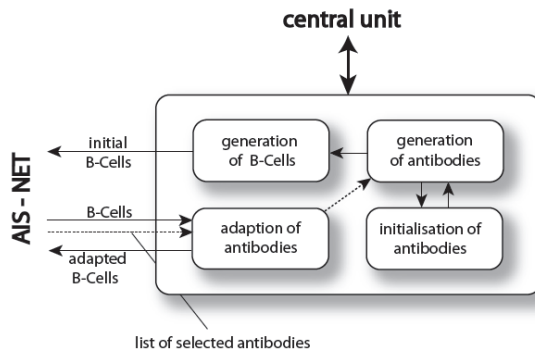 central unit
AIS - NET
initial
B-Cells
generation
of B-Cells
generation
of antibodies
B-Cells
adapted
B-Cells
adaption of
antibodies
initialisation of
antibodies
list of selected antibodies